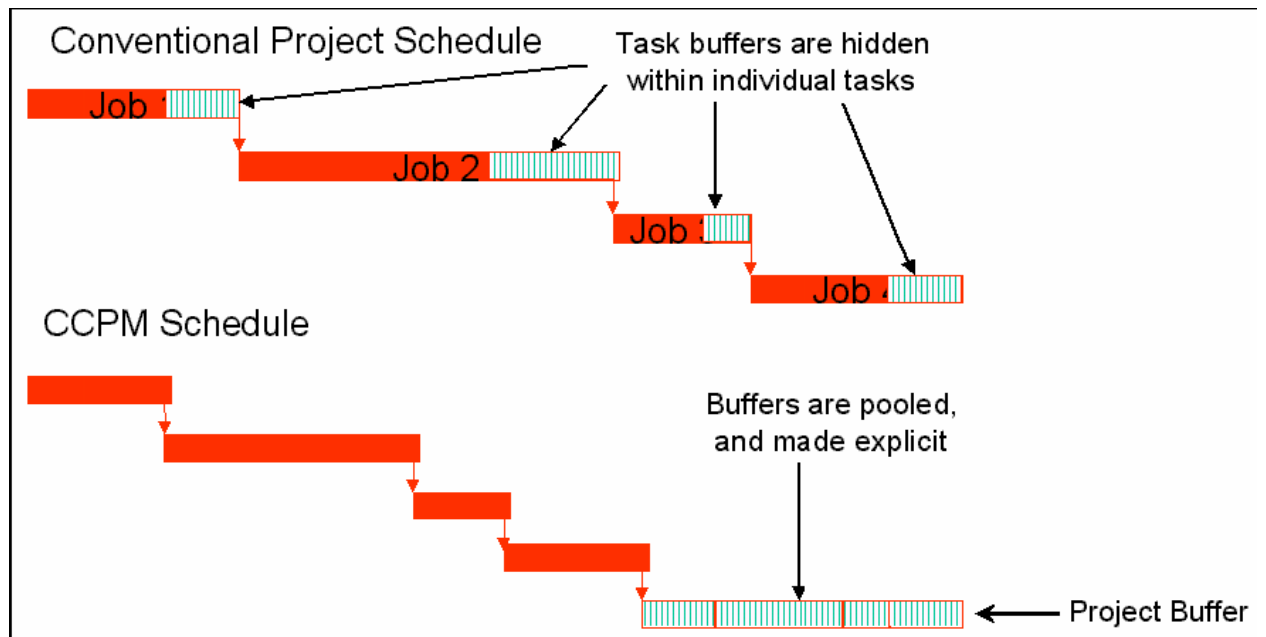 Conventional Project Schedule
Task buffers are hidden
within individual tasks
Job
Job 2
Job
Job
CCPM Schedule
Buffers are pooled,
and made explicit
Project Buffer